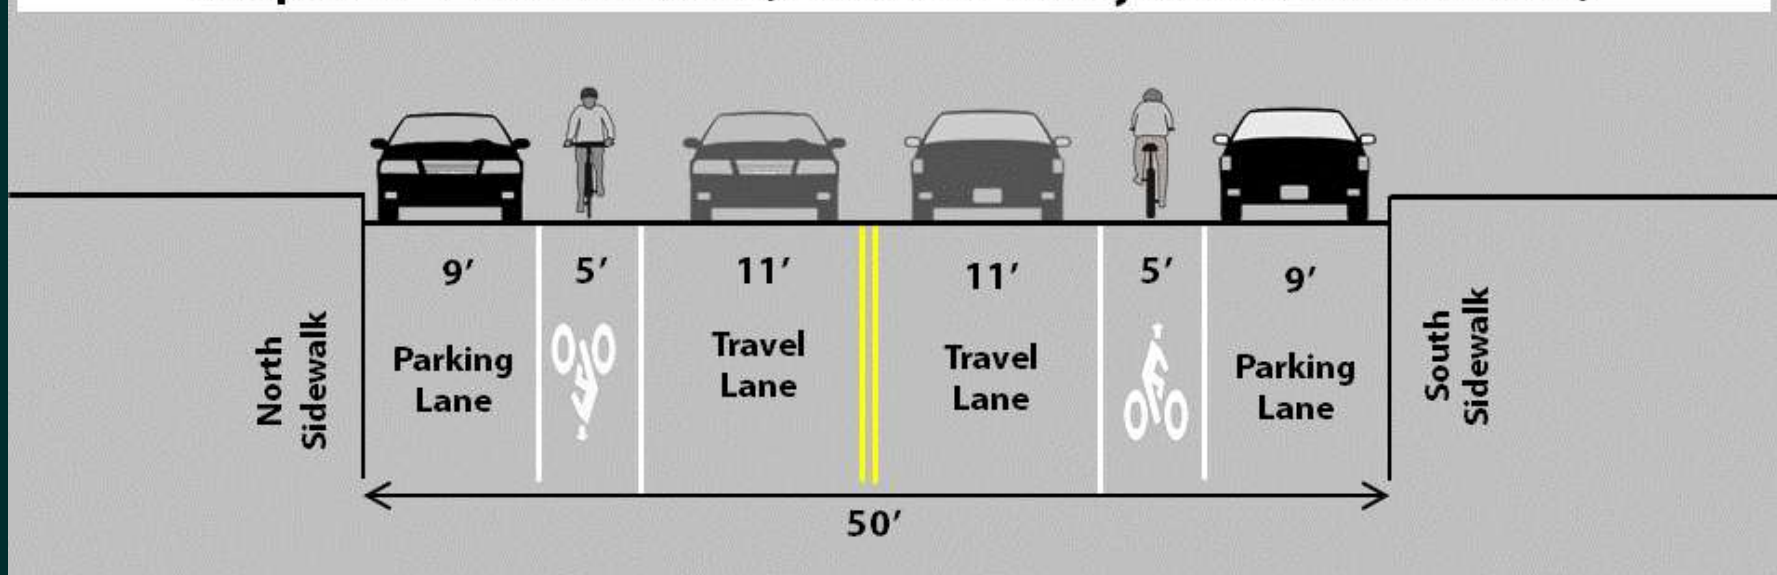 9′
5′
11′
11′
5′
9′
North
Sidewalk
Parking
Lane
Travel
Lane
Travel
Lane
Parking
Lane
South
Sidewalk
50′